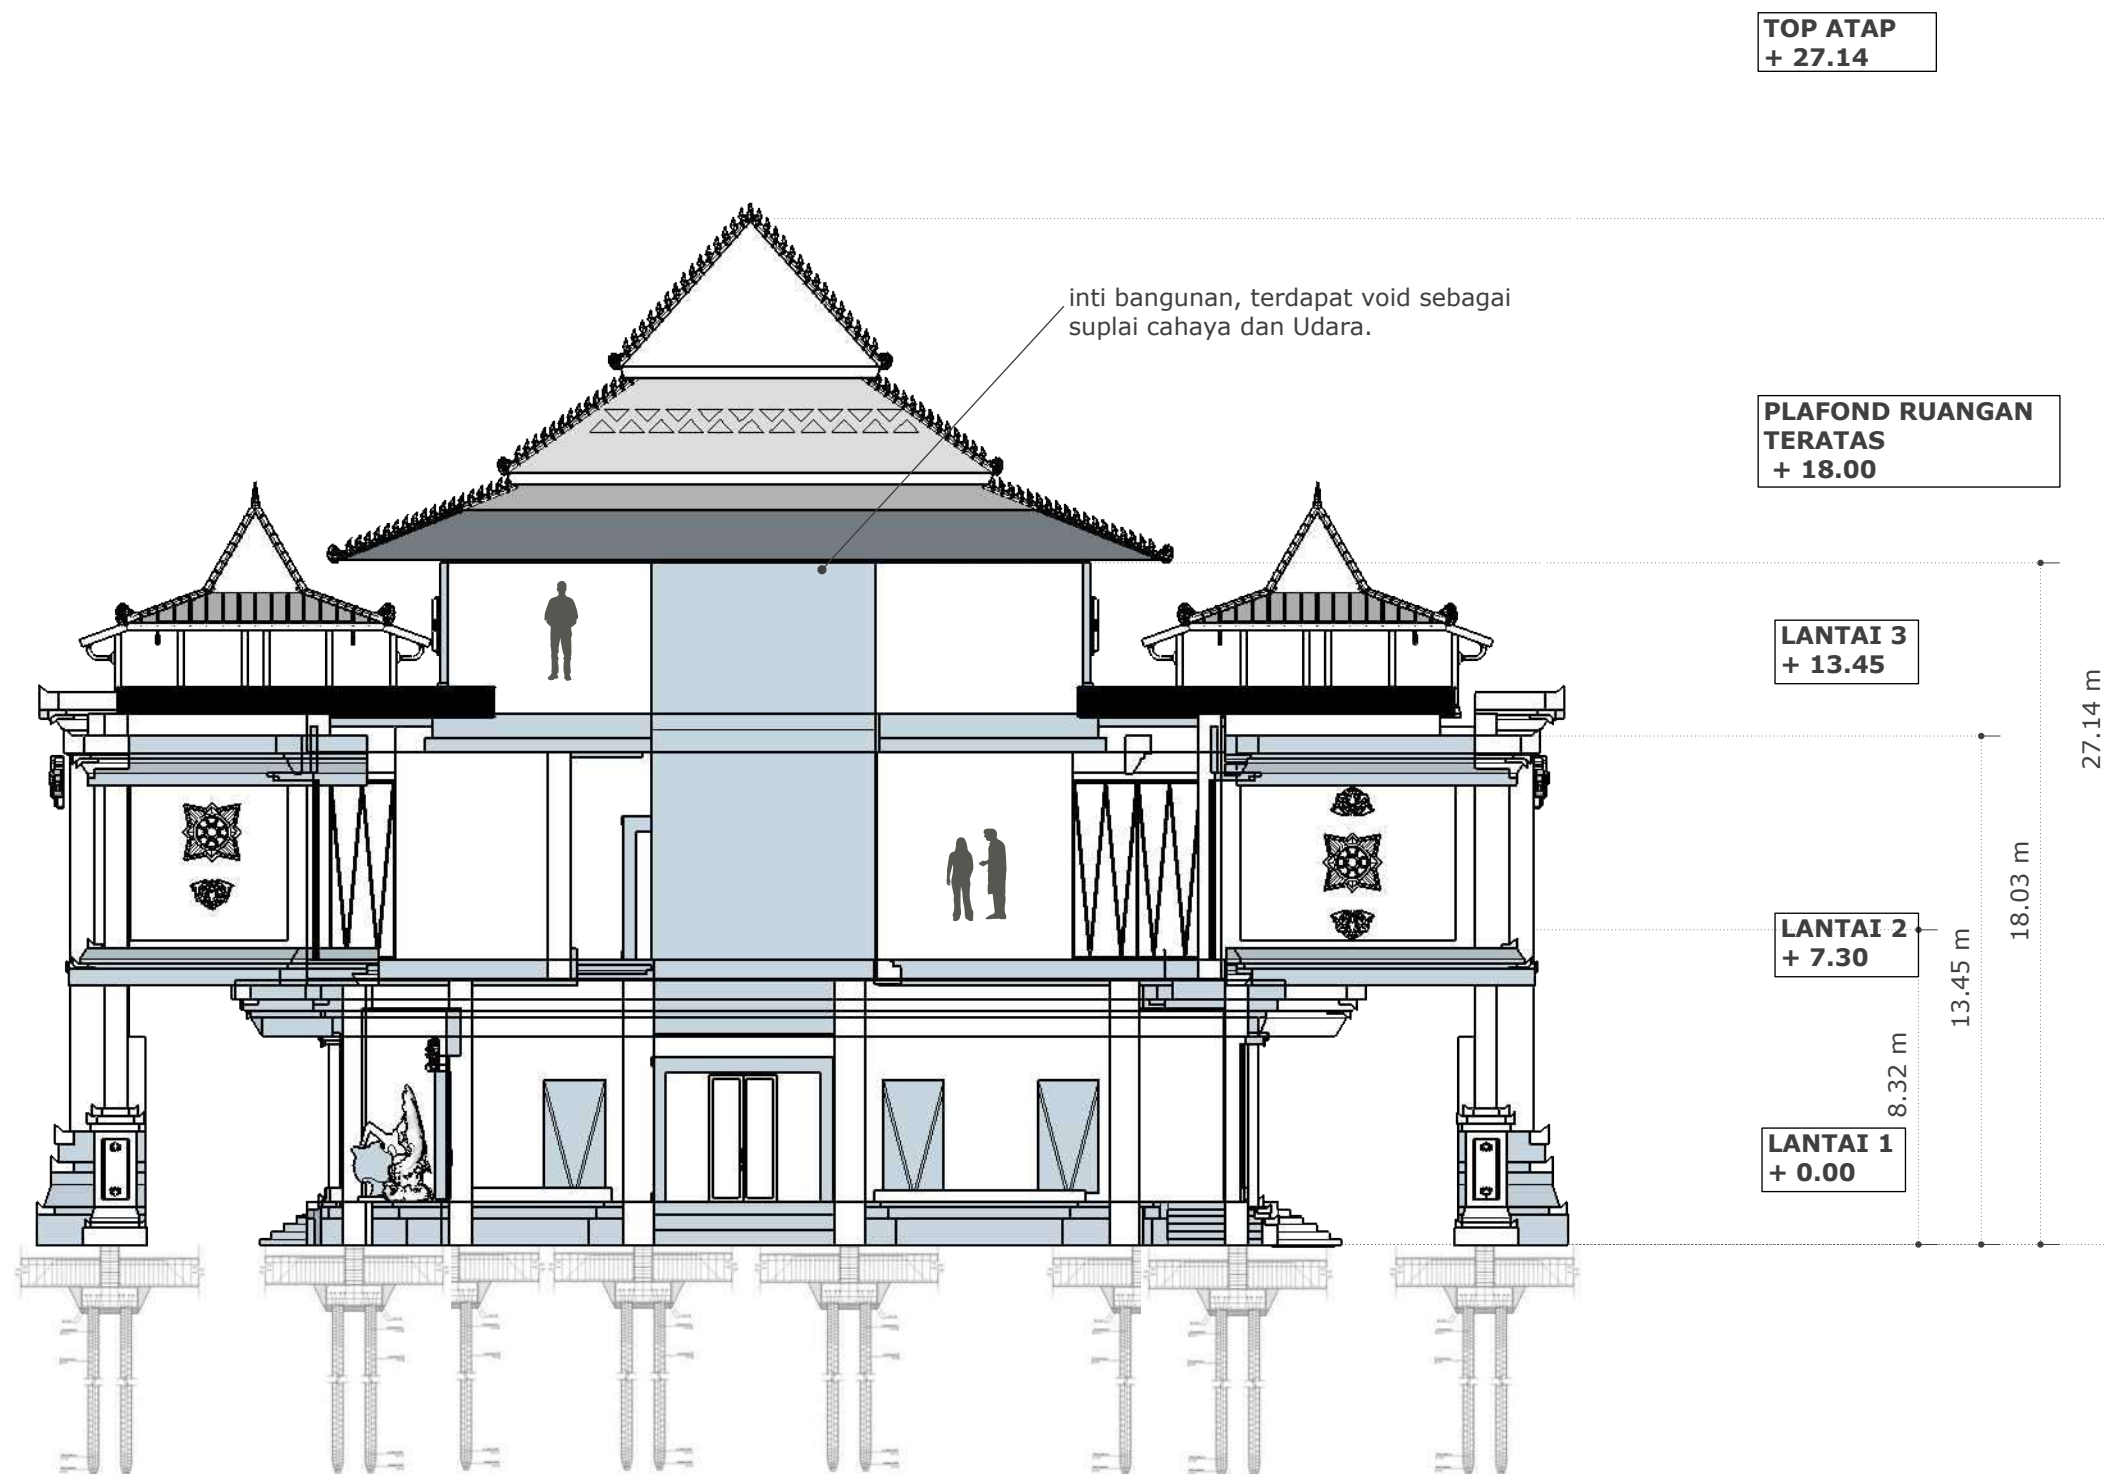 TOP ATAP
+ 27.14
inti bangunan, terdapat void sebagai
suplai cahaya dan Udara.
PLAFOND RUANGAN
TERATAS
+ 18.00
LANTAI 3
+ 13.45
27.14 m
18.03 m
LANTAI 2
+ 7.30
13.45 m
8.32 m
LANTAI 1
+ 0.00